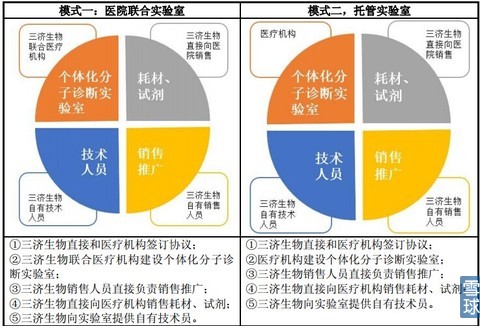 模式一：医院联合实验室
三济生物
联合医疗
机构
三济生物
直接向医
院销售
个体化分
子诊断实
验室
耗材、
试剂
技术
人员
销售
推广
三济生物
自有技术
人员
三济生物
自有销售
人员
①三济生物直接和医疗机构签订协议；
②三济生物联合医疗机构建设个体化分子诊
断实验室；
③三济生物销售人员直接负责销售推广；
④三济生物直接向医疗机构销售耗材、试剂；
⑤三济生物向实验室提供自有技术员。
模式二，托管实验室
医疗机构
三济生物
直接向医
院销售
个体化分
子诊断实
验室
耗材、
试剂
技术
人员
销售
推广
三济生物
自有技术
人员
三济生物
自有销售
人员
①三济生物直接和医疗机构签订协议；
②医疗机构建设个体化分子诊断实验室；
③三济生物销售人员直接负责销售推广；
④三济生物直接向医疗机构销售耗材、试剂
⑤三济生物向实验室提供自有技术员。
雪
球